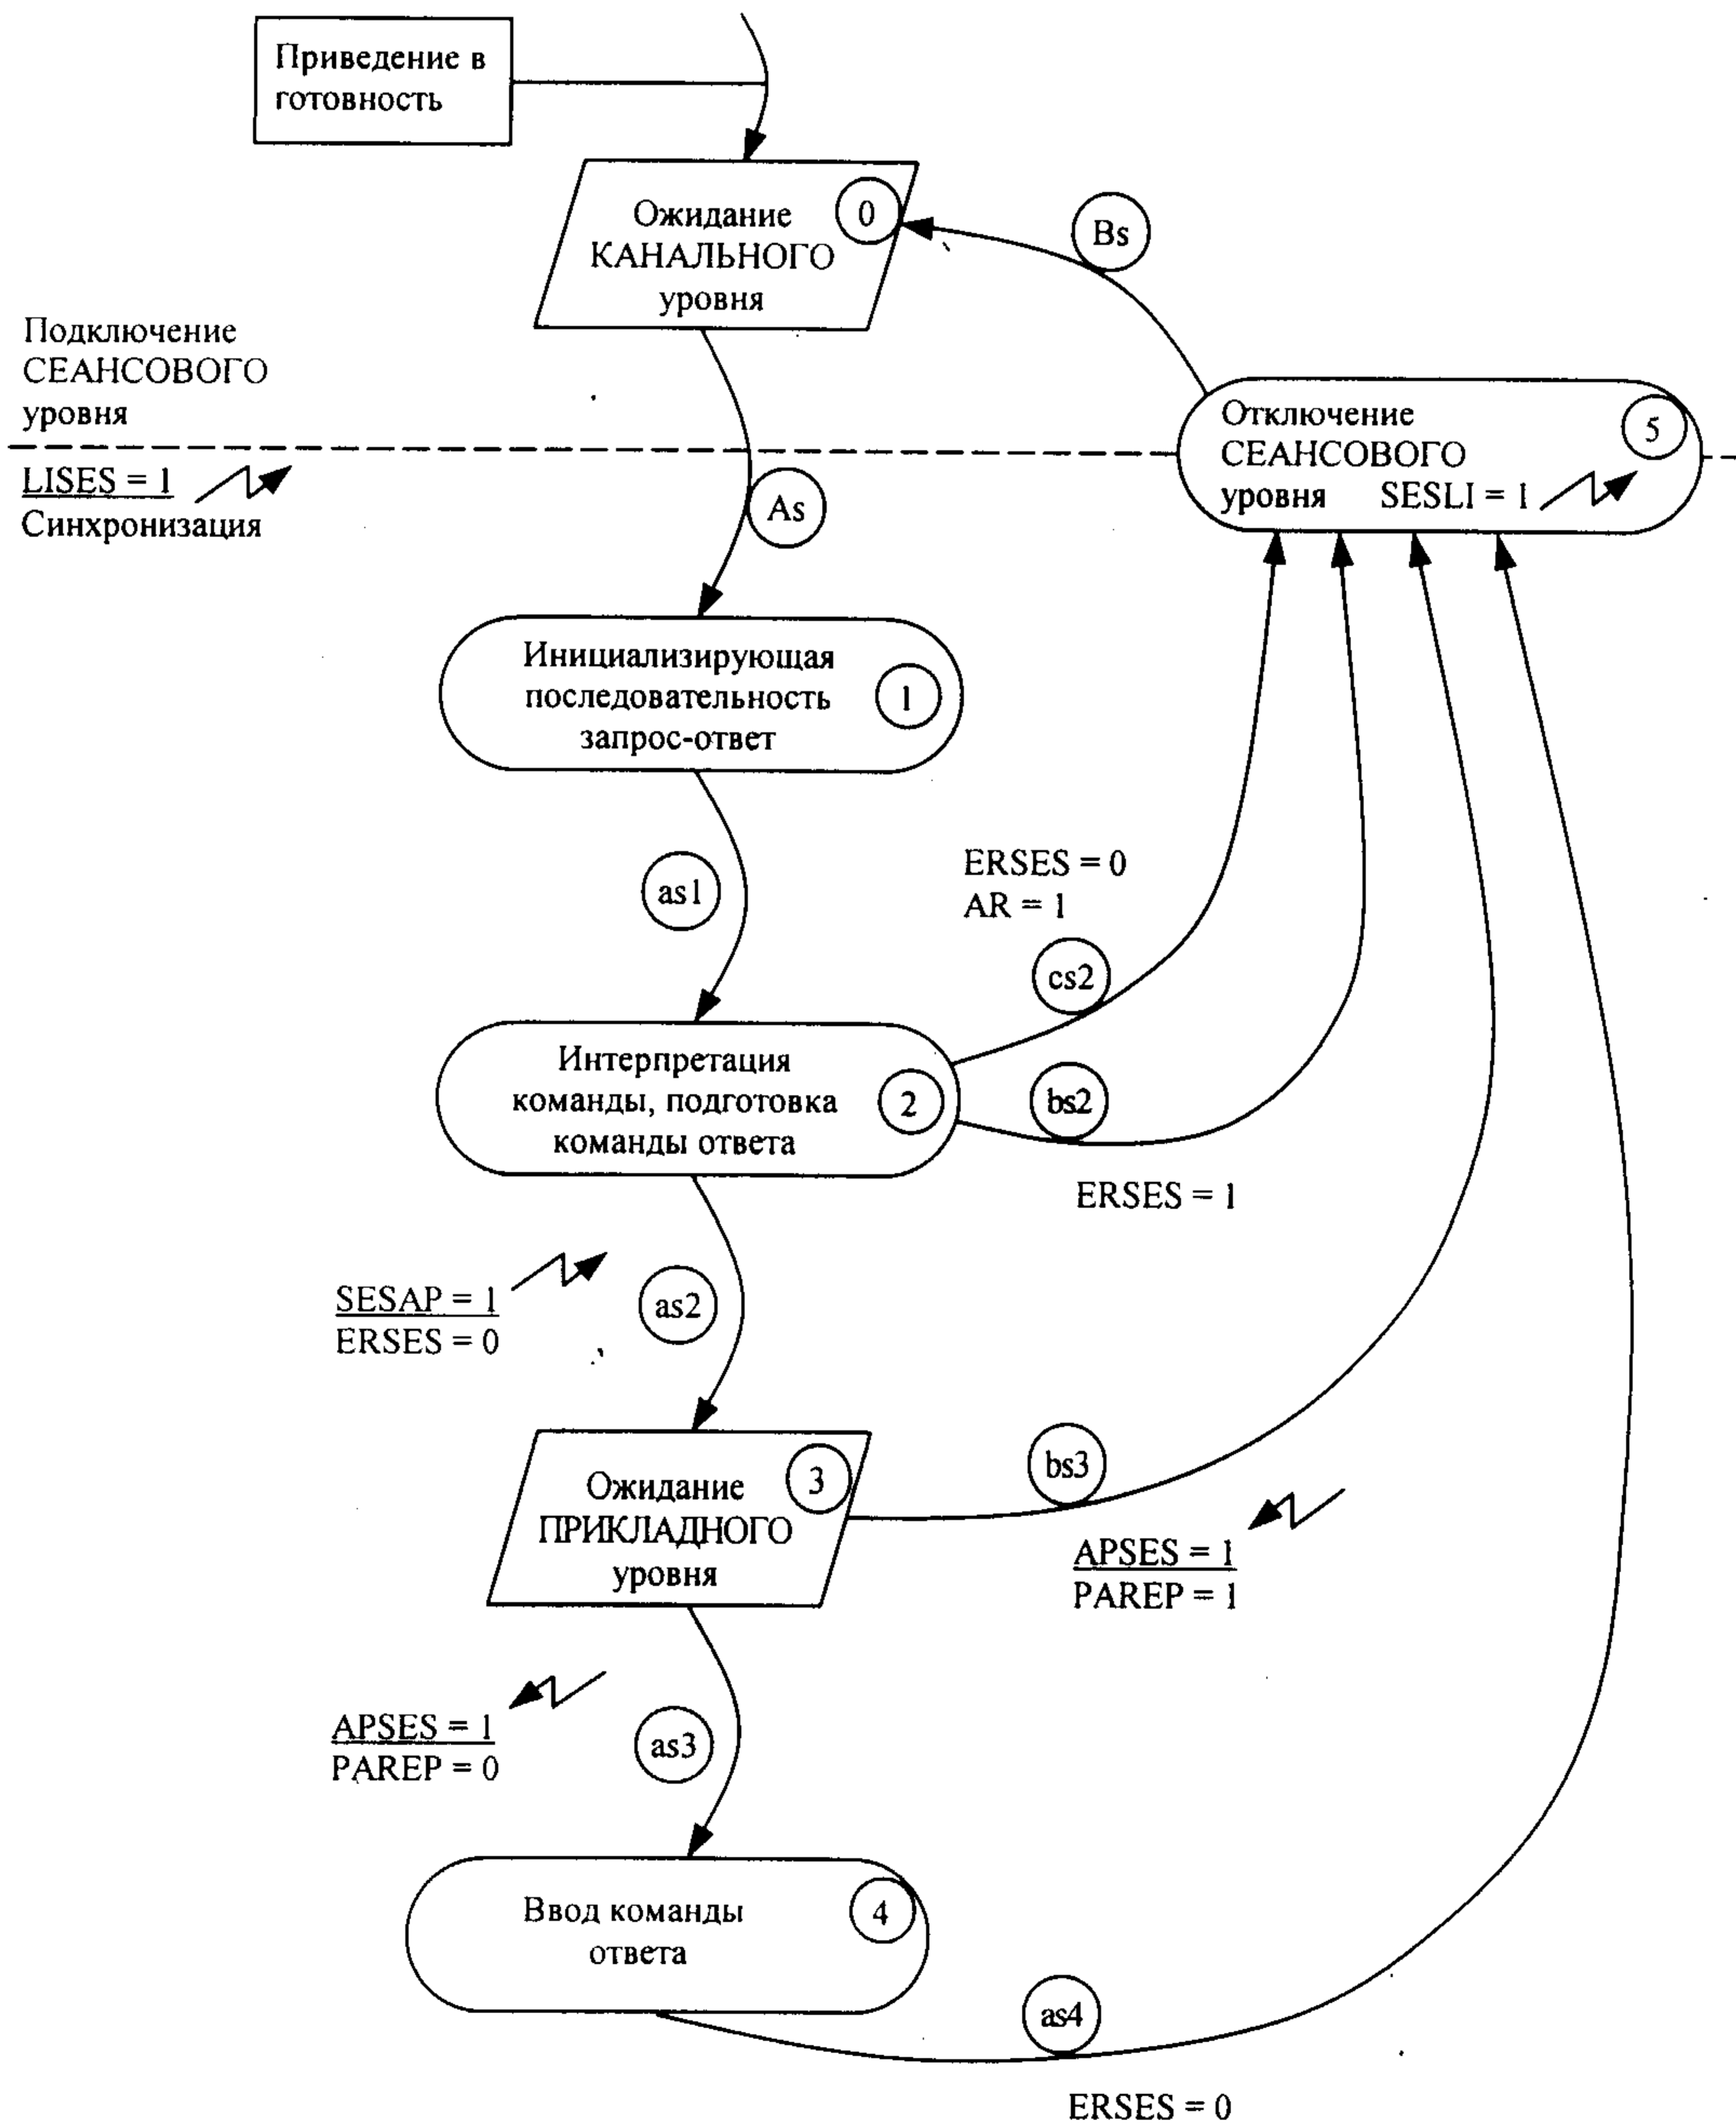 Приведение в
готовность
Ожидание
КАНАЛЬНОГО
уровня
0
Bs
Подключение
СЕАНСОВОГО
уровня
LISES = 1
Синхронизация
As
Отключение
СЕАНСОВОГО
уровня SESLI = 1
5
Инициализирующая
последовательность
запрос-ответ
1
as1
ERSES = 0
AR = 1
cs2
Интерпретация
команды, подготовка
команды ответа
2
bs2
ERSES = 1
SESAP = 1
ERSES = 0
as2
Ожидание
ПРИКЛАДНОГО
уровня
3
bs3
APSES = 1
PAREP = 1
APSES = 1
PAREP = 0
as3
Ввод команды
ответа
4
as4
ERSES = 0